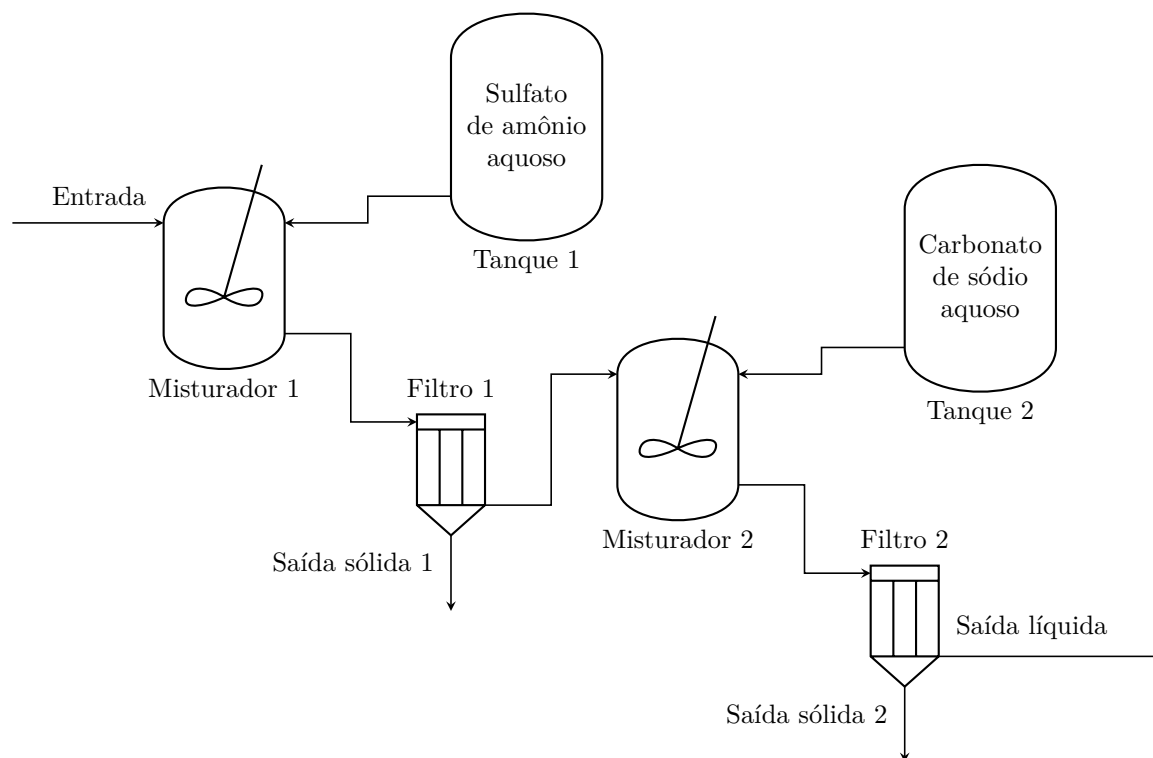 Sulfato
de amônio
aquoso
Entrada
Tanque 1
Carbonato
de sódio
aquoso
Misturador 1
Filtro 1
Tanque 2
Misturador 2
Filtro 2
Saída sólida 1
Saída líquida
Saída sólida 2